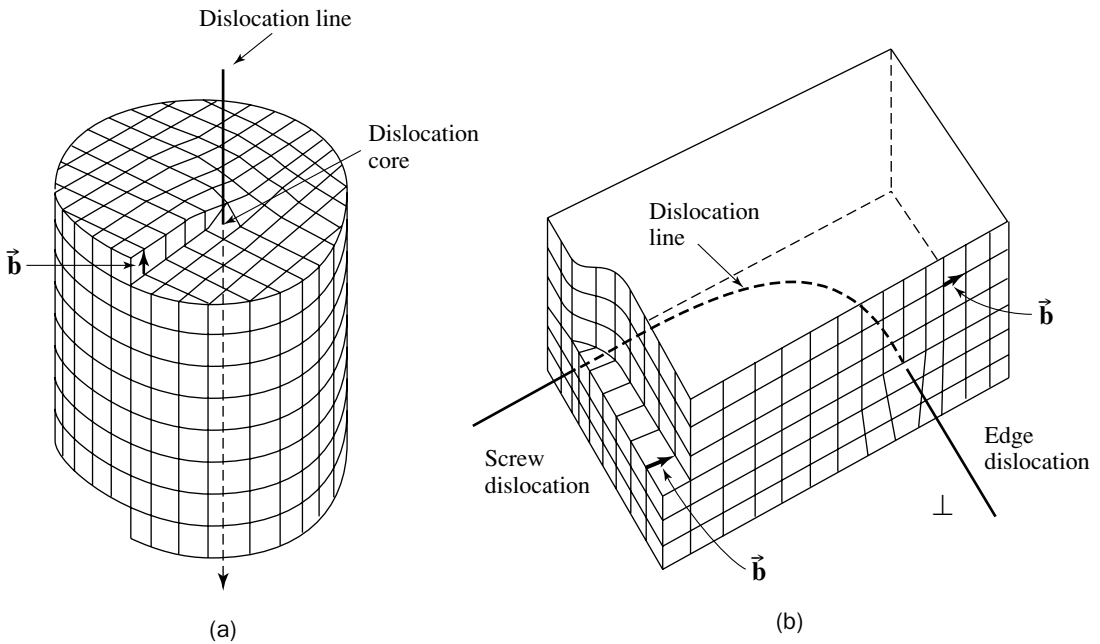 Dislocation line
Dislocation
core
b⃗
(a)
Dislocation
line
b⃗
Screw
dislocation
Edge
dislocation
⊥
b⃗
(b)